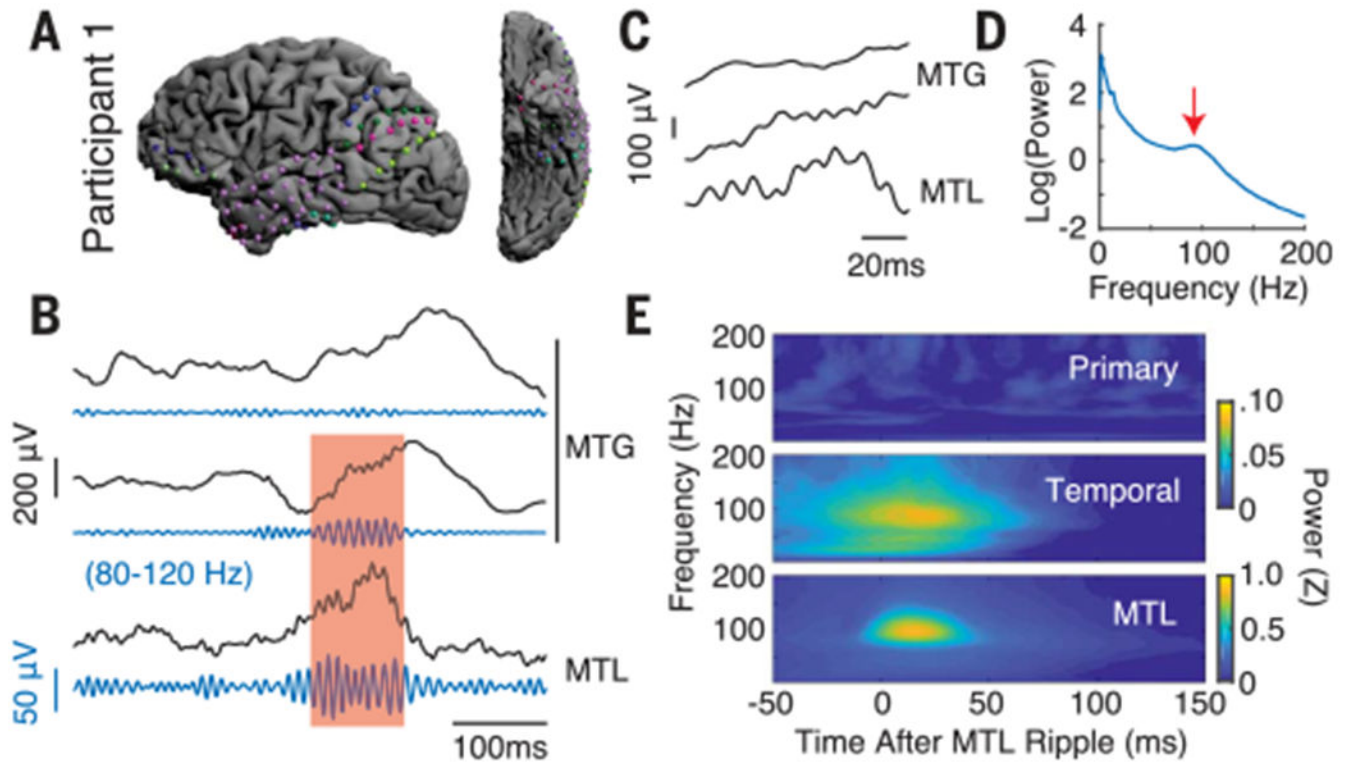 A
Participant 1
B
200 µV
MTG
(80-120 Hz)
50 µV
MTL
100ms
C
100 µV
MTG
MTL
20ms
D
Log(Power)
4
2
0
-2
0
100
200
Frequency (Hz)
E
Frequency (Hz)
200
100
Primary
200
100
Temporal
200
100
MTL
-50
0
50
100
150
Time After MTL Ripple (ms)
.10
.05
0
1.0
0.5
0
Power (Z)